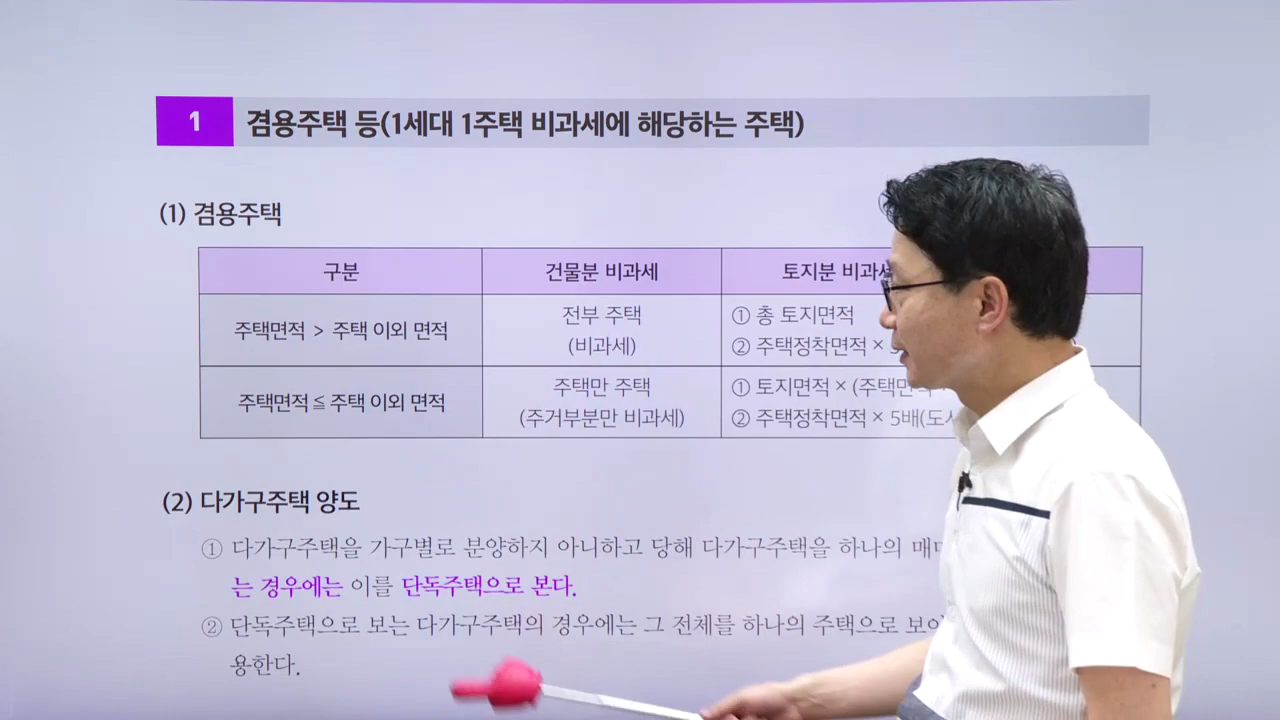 1
겸용주택 등(1세대 1주택 비과세에 해당하는 주택)
(1) 겸용주택
구분
건물분 비과세
토지분
주택면적 > 주택 이외 면적
전부 주택
(비과세)
① 총 토지면적
② 주택정착면적 ×
주택면적 ≦ 주택 이외 면적
주택만 주택
(주거부분만 비과세)
① 토지면적 ×
② 주택정착면적 × 5배
(2) 다가구주택 양도
① 다가구주택을 가구별로 분양하지 아니하고 당해 다가구주택을 하나의
는 경우에는 이를 단독주택으로 본다.
② 단독주택으로 보는 다가구주택의 경우에는 그 전체를 하나의 주택으로
용한다.